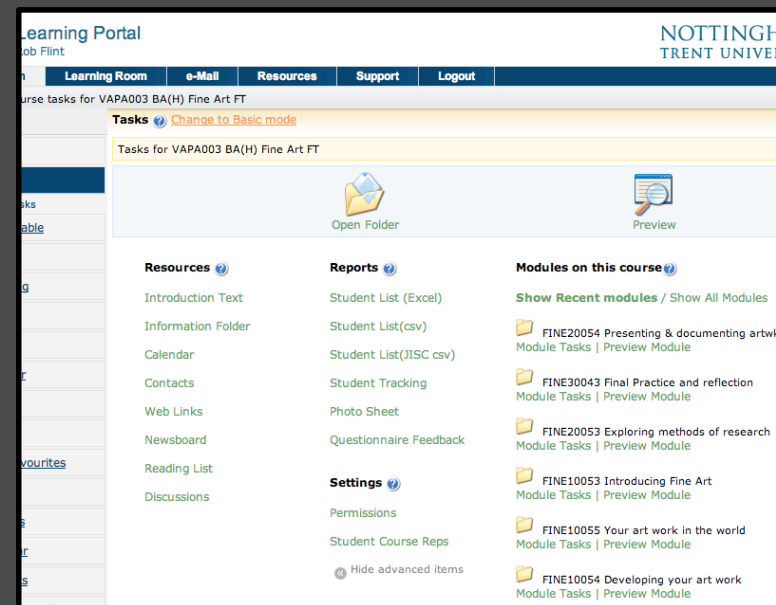 Learning Portal
Rob Flint
NOTTINGH
TRENT UNIVER
Learning Room
e-Mail
Resources
Support
Logout
urse tasks for VAPA003 BA(H) Fine Art FT
Tasks Change to Basic mode
Tasks for VAPA003 BA(H) Fine Art FT
sks
able
g
r
vourites
s
ar
s
Open Folder
Preview
Resources
Introduction Text
Information Folder
Calendar
Contacts
Web Links
Newsboard
Reading List
Discussions
Reports
Student List (Excel)
Student List(csv)
Student List(JISC csv)
Student Tracking
Photo Sheet
Questionnaire Feedback
Settings
Permissions
Student Course Reps
Hide advanced items
Modules on this course
Show Recent modules / Show All Modules
FINE20054 Presenting & documenting artwk
Module Tasks | Preview Module
FINE30043 Final Practice and reflection
Module Tasks | Preview Module
FINE20053 Exploring methods of research
Module Tasks | Preview Module
FINE10053 Introducing Fine Art
Module Tasks | Preview Module
FINE10055 Your art work in the world
Module Tasks | Preview Module
FINE10054 Developing your art work
Module Tasks | Preview Module